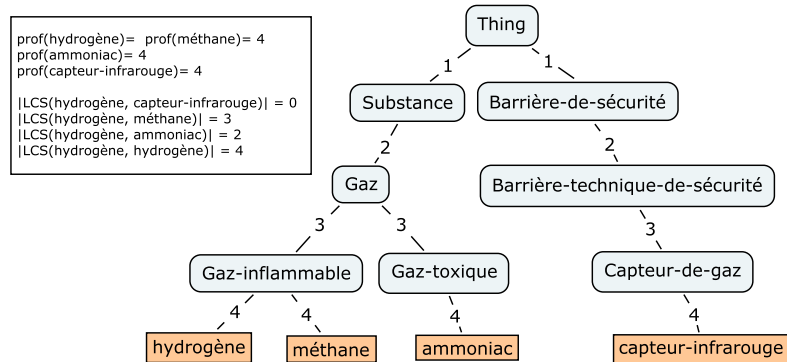 prof(hydrogène)= prof(méthane)= 4
prof(ammoniac)= 4
prof(capteur-infrarouge)= 4
|LCS(hydrogène, capteur-infrarouge)| = 0
|LCS(hydrogène, méthane)| = 3
|LCS(hydrogène, ammoniac)| = 2
|LCS(hydrogène, hydrogène)| = 4
Thing
1 1
Substance Barrière-de-sécurité
2 2
Gaz Barrière-technique-de-sécurité
3 3 3
Gaz-inflammable Gaz-toxique Capteur-de-gaz
4 4 4 4
hydrogène méthane ammoniac capteur-infrarouge